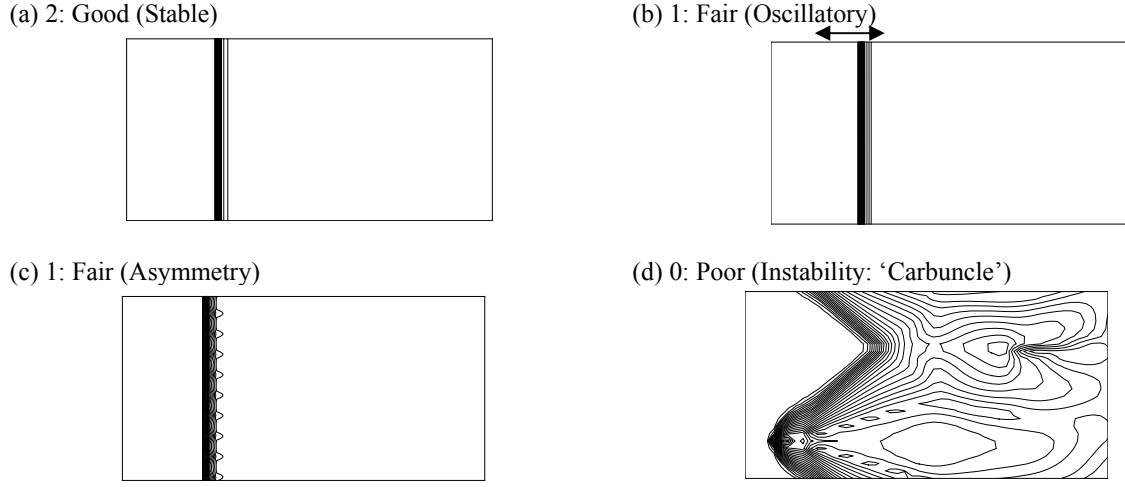 (a) 2: Good (Stable)
(b) 1: Fair (Oscillatory)
(c) 1: Fair (Asymmetry)
(d) 0: Poor (Instability: ‘Carbuncle’)